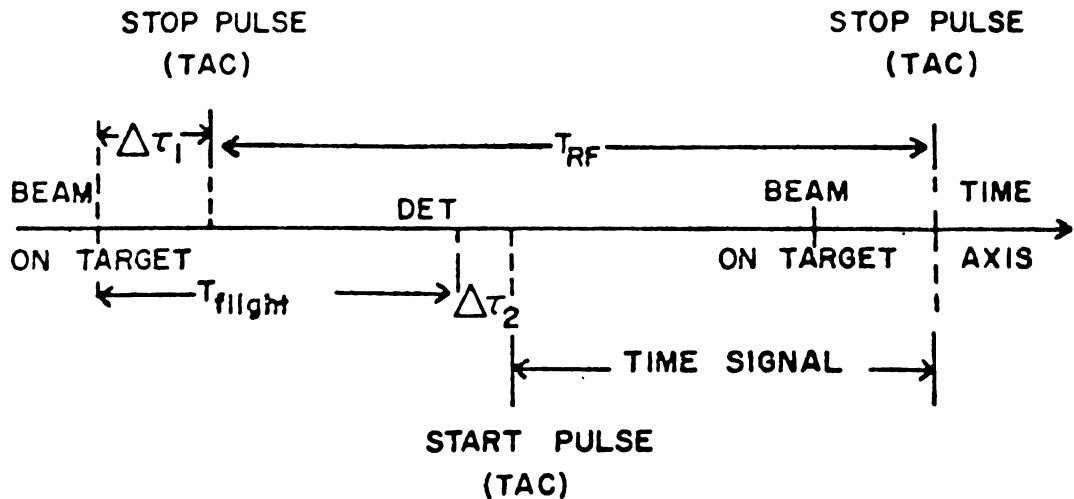 STOP PULSE
(TAC)
STOP PULSE
(TAC)
Δτ1
TRF
BEAM
ON TARGET
DET
BEAM
ON TARGET
TIME
AXIS
Tflight
Δτ2
TIME SIGNAL
START PULSE
(TAC)